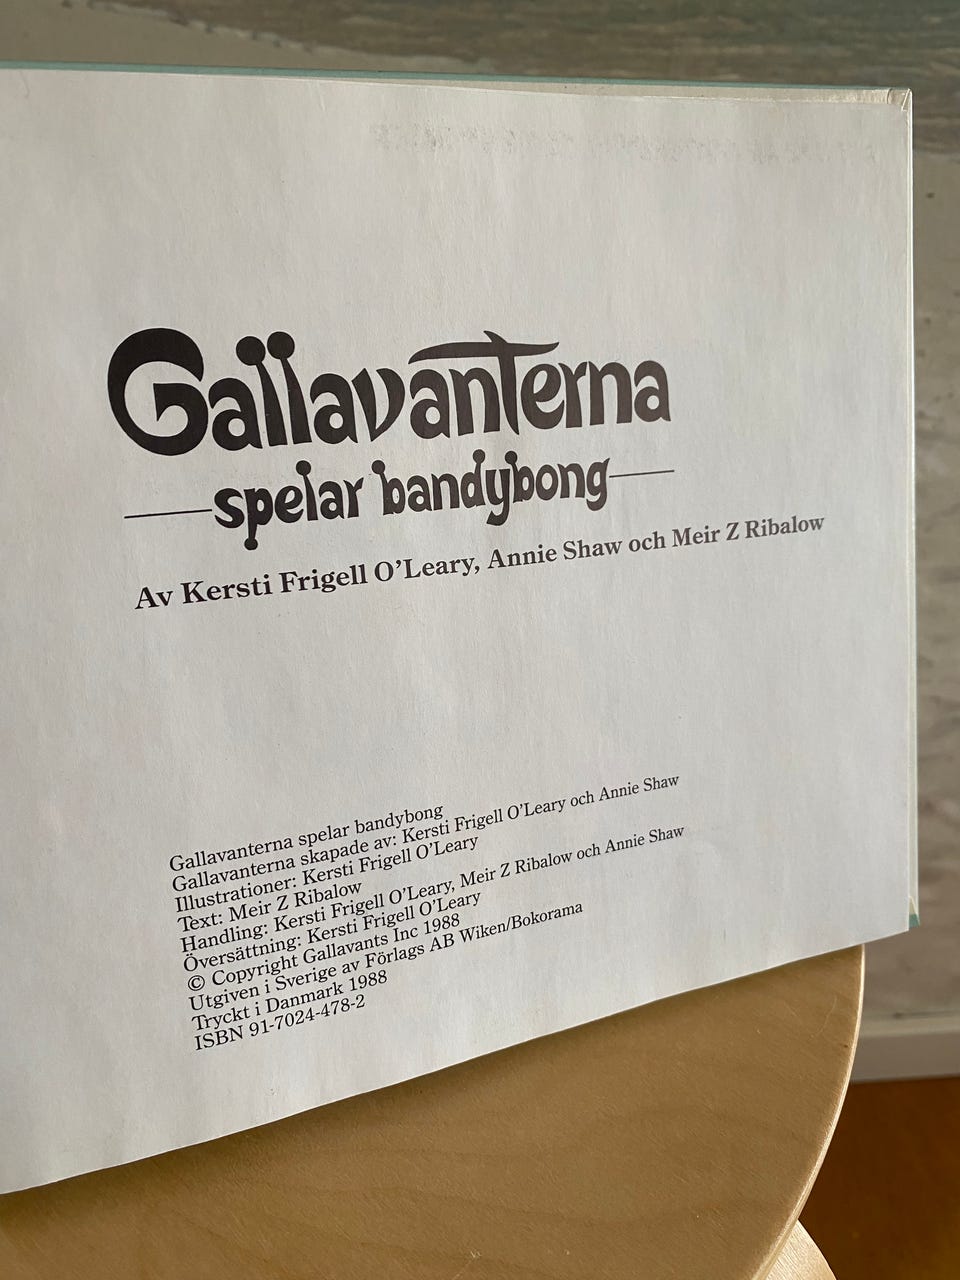 Gallavanterna
spelar bandybong
Av Kersti Frigell O’Leary, Annie Shaw och Meir Z Ribalow
Gallavanterna spelar bandybong
Gallavanterna skapade av: Kersti Frigell O’Leary och Annie Shaw
Illustrationer: Kersti Frigell O’Leary
Text: Meir Z Ribalow
Handling: Kersti Frigell O’Leary, Meir Z Ribalow och Annie Shaw
Översättning: Kersti Frigell O’Leary
© Copyright Gallavants Inc 1988
Utgiven i Sverige av Förlags AB Wiken/Bokorama
Tryckt i Danmark 1988
ISBN 91-7024-478-2